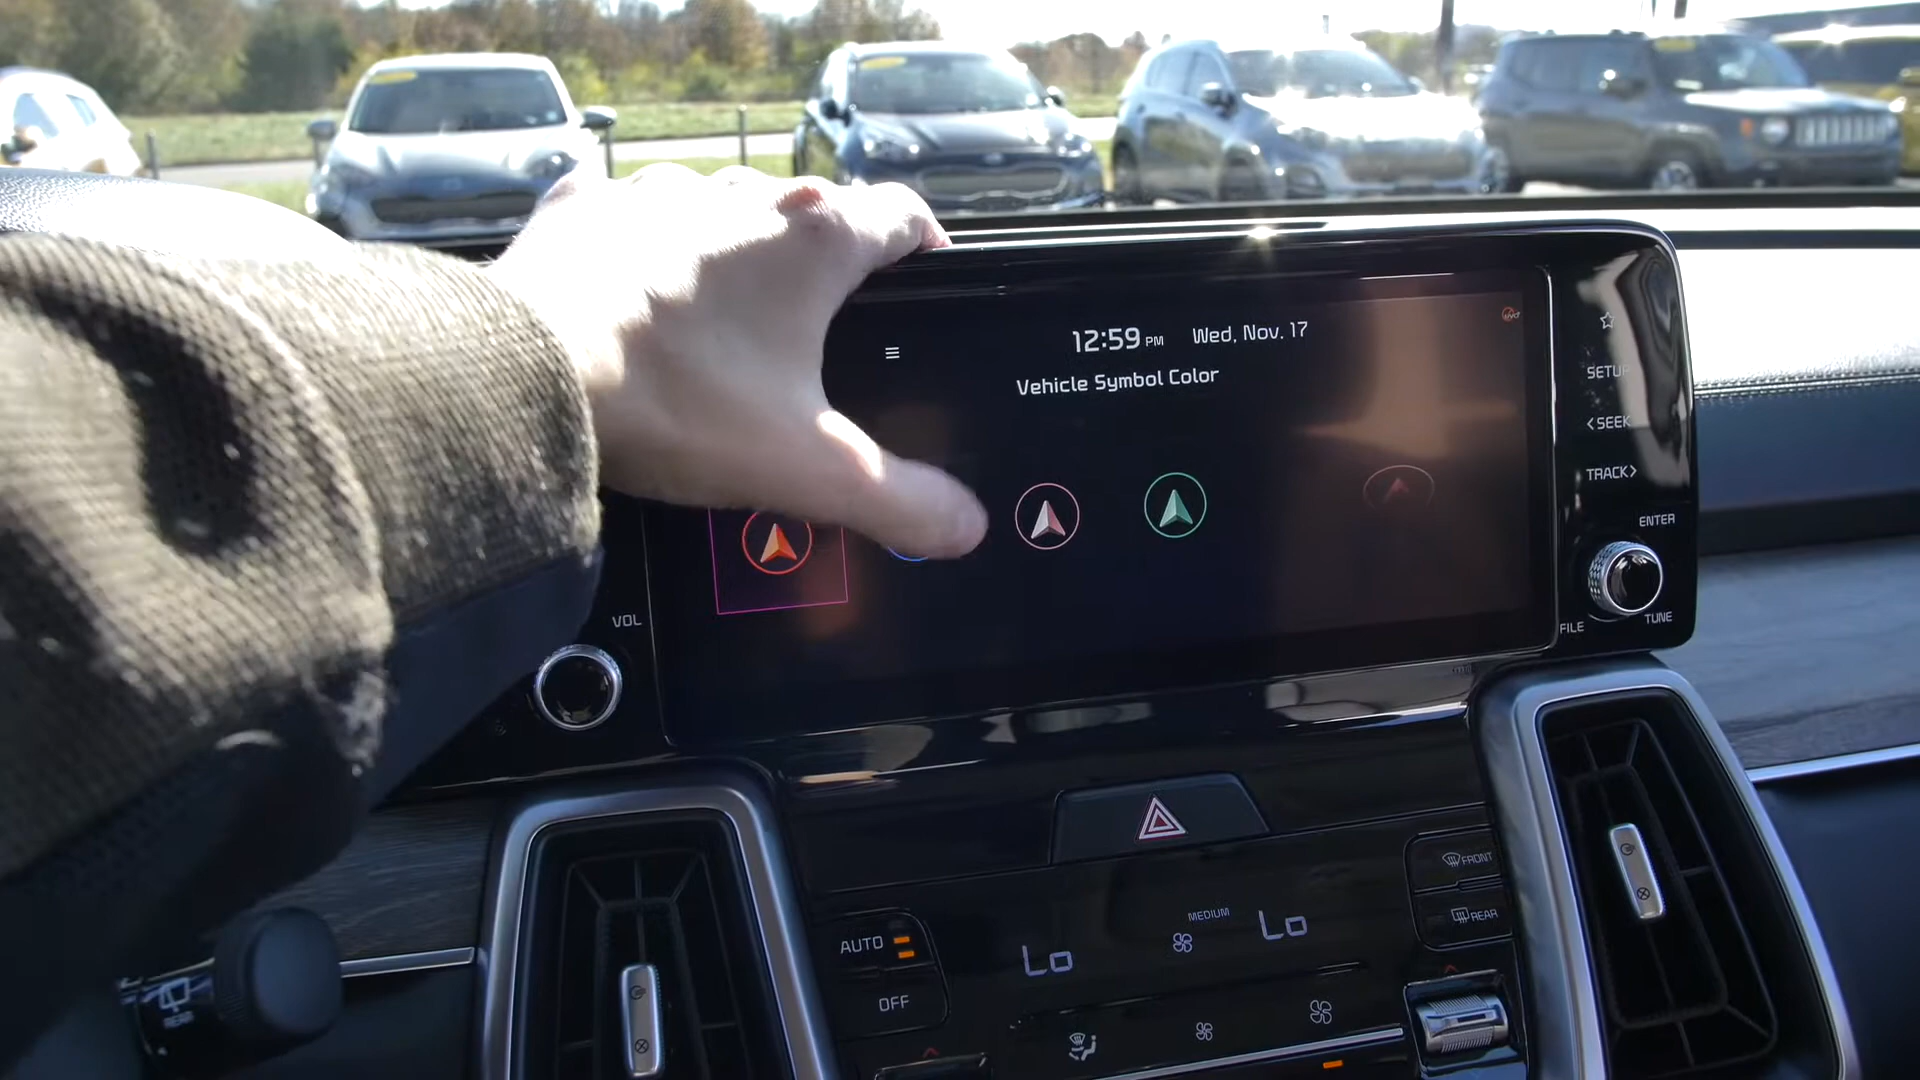 12:59 PM Wed, Nov. 17
Vehicle Symbol Color
SETUP
<SEEK
TRACK>
ENTER
FILE
TUNE
VOL
FRONT
REAR
AUTO
OFF
Lo
MEDIUM
Lo
REAR